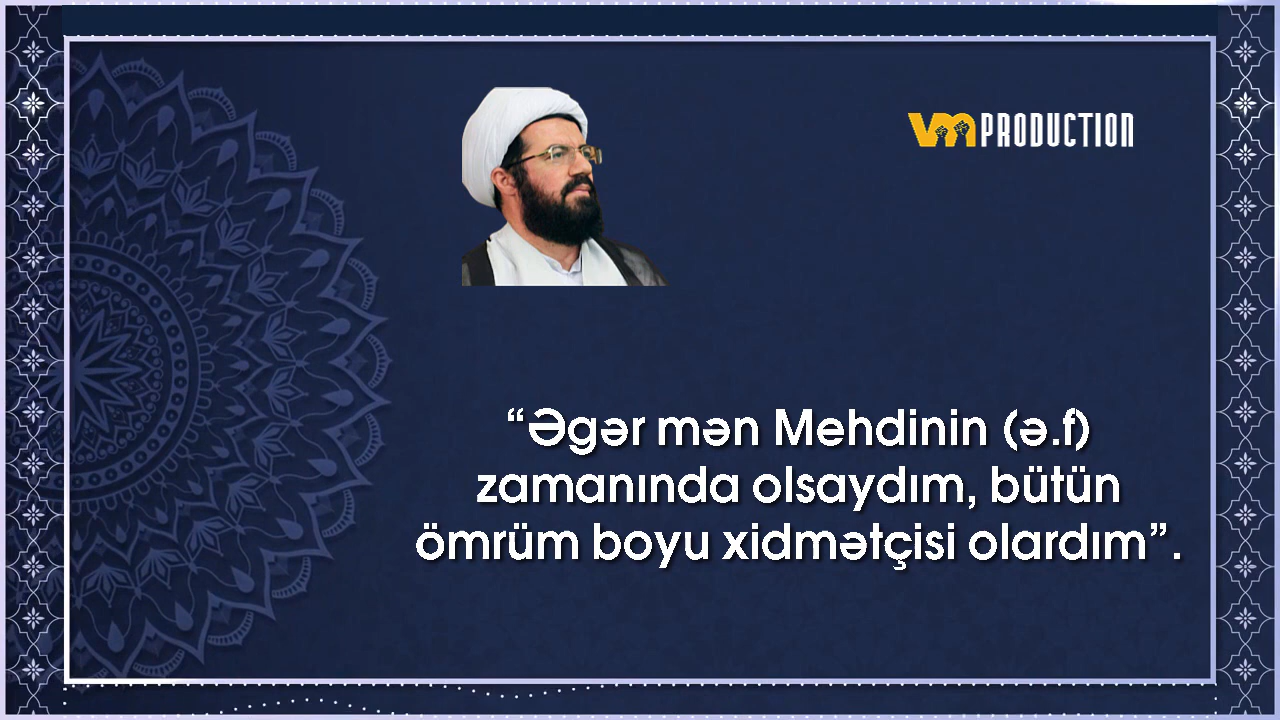 VM PRODUCTION
“Əgər mən Mehdinin (ə.f)
zamanında olsaydım, bütün
ömrüm boyu xidmətçisi olardım”.